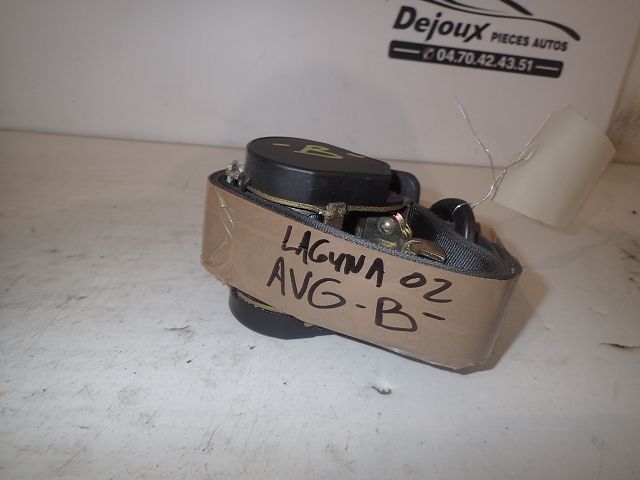 Dejoux PIECES AUTOS
✆ 04.70.42.43.51
-B-
LAGUNA 02
AVG-B-